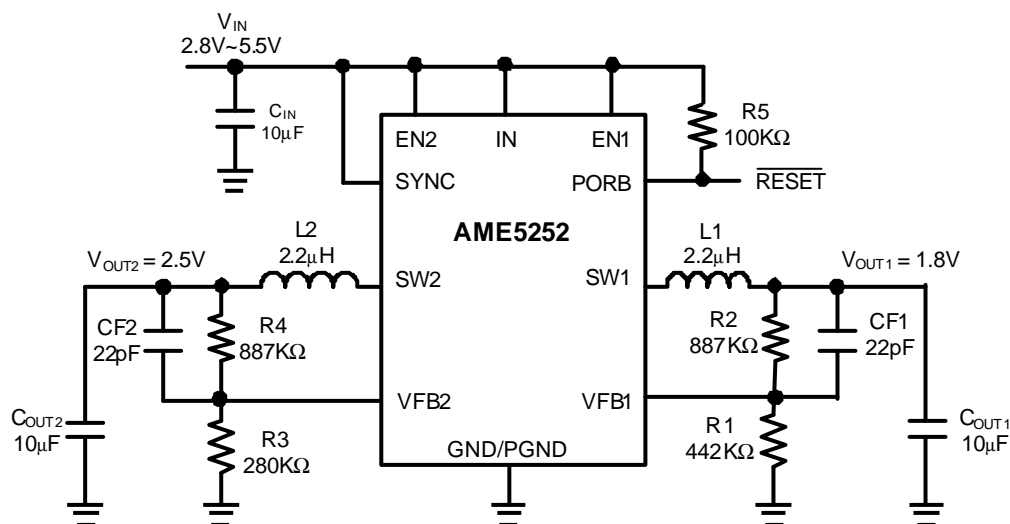 VIN
2.8V~5.5V
CIN
10µF
R5
100KΩ
EN2
IN
EN1
SYNC
PORB
RESET
AME5252
L2
2.2µH
L1
2.2µH
VOUT2 = 2.5V
SW2
SW1
VOUT1 = 1.8V
CF2
22pF
R4
887KΩ
R2
887KΩ
CF1
22pF
VFB2
VFB1
COUT2
10µF
R3
280KΩ
GND/PGND
R1
442KΩ
COUT1
10µF